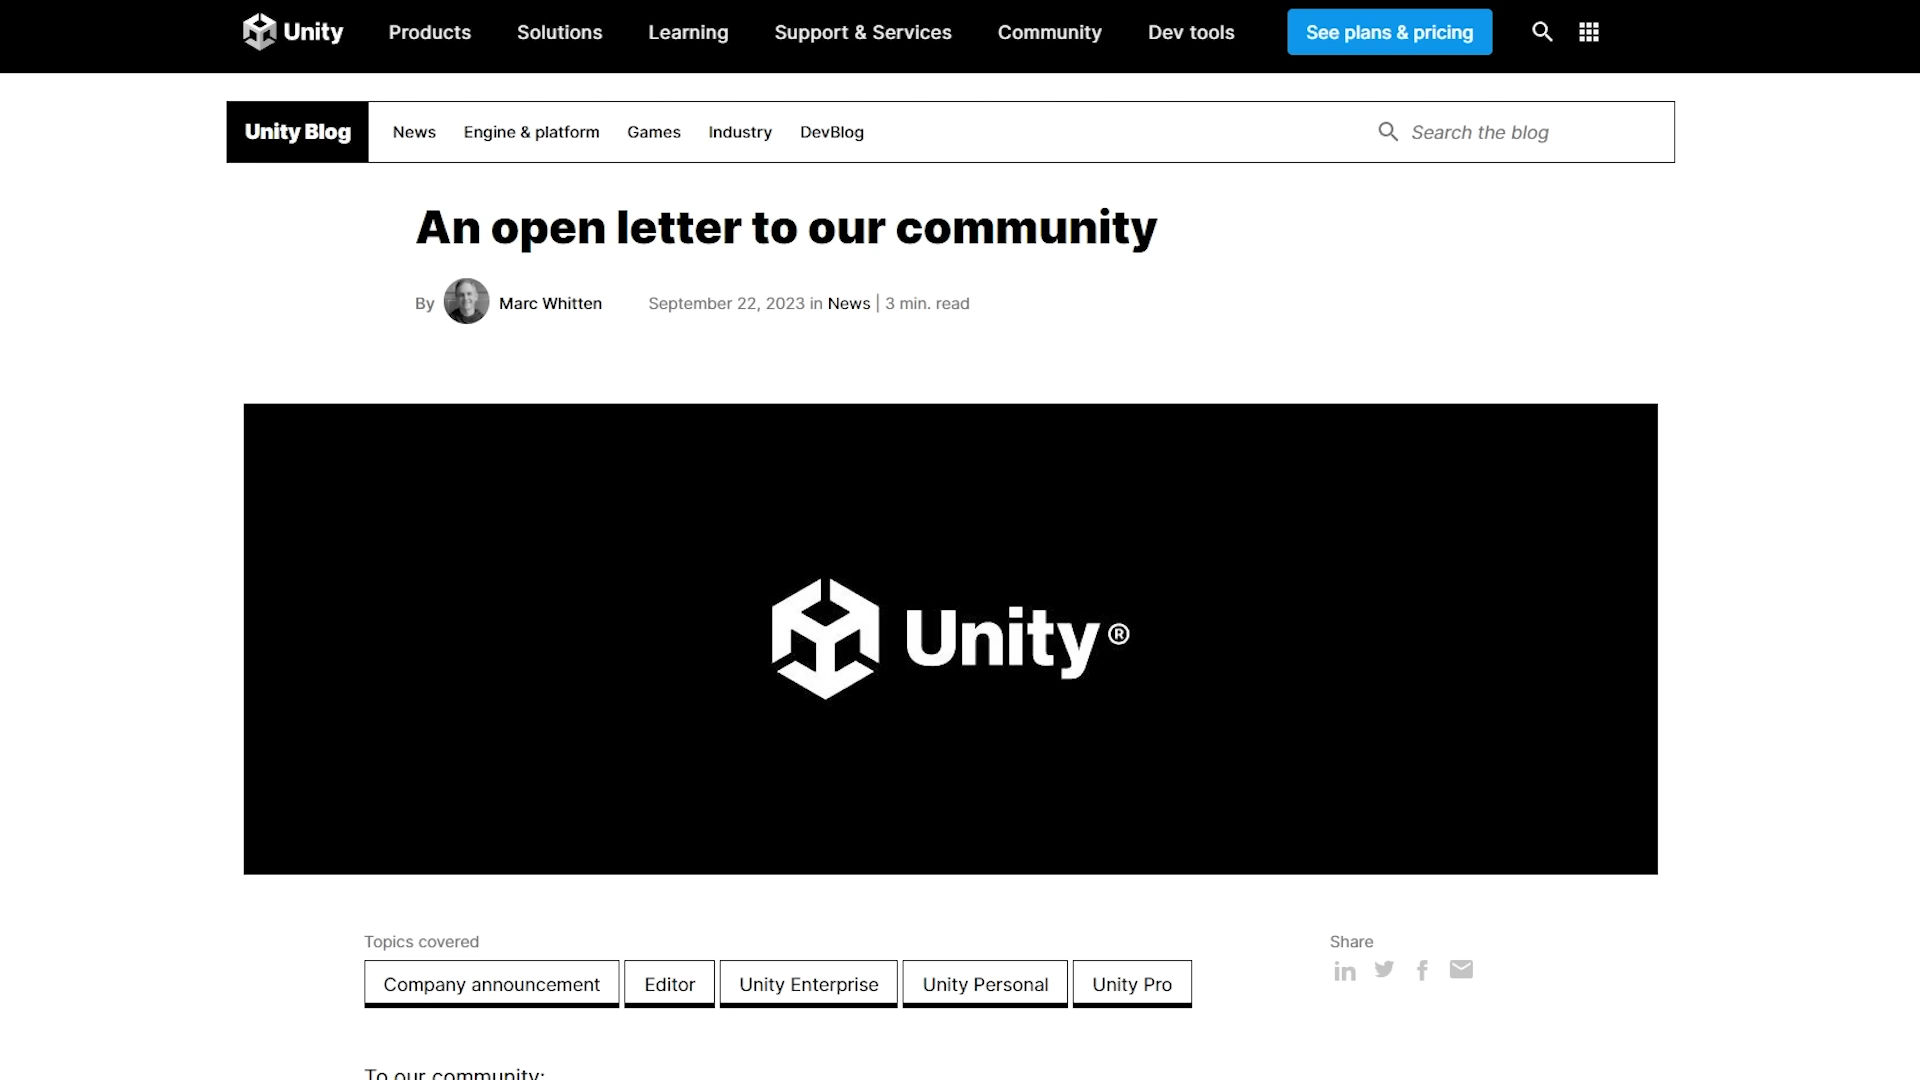 Unity Products Solutions Learning Support & Services Community Dev tools See plans & pricing
Unity Blog News Engine & platform Games Industry DevBlog Search the blog
An open letter to our community
By Marc Whitten September 22, 2023 in News | 3 min. read
Unity®
Topics covered Share
Company announcement Editor Unity Enterprise Unity Personal Unity Pro
To our community: